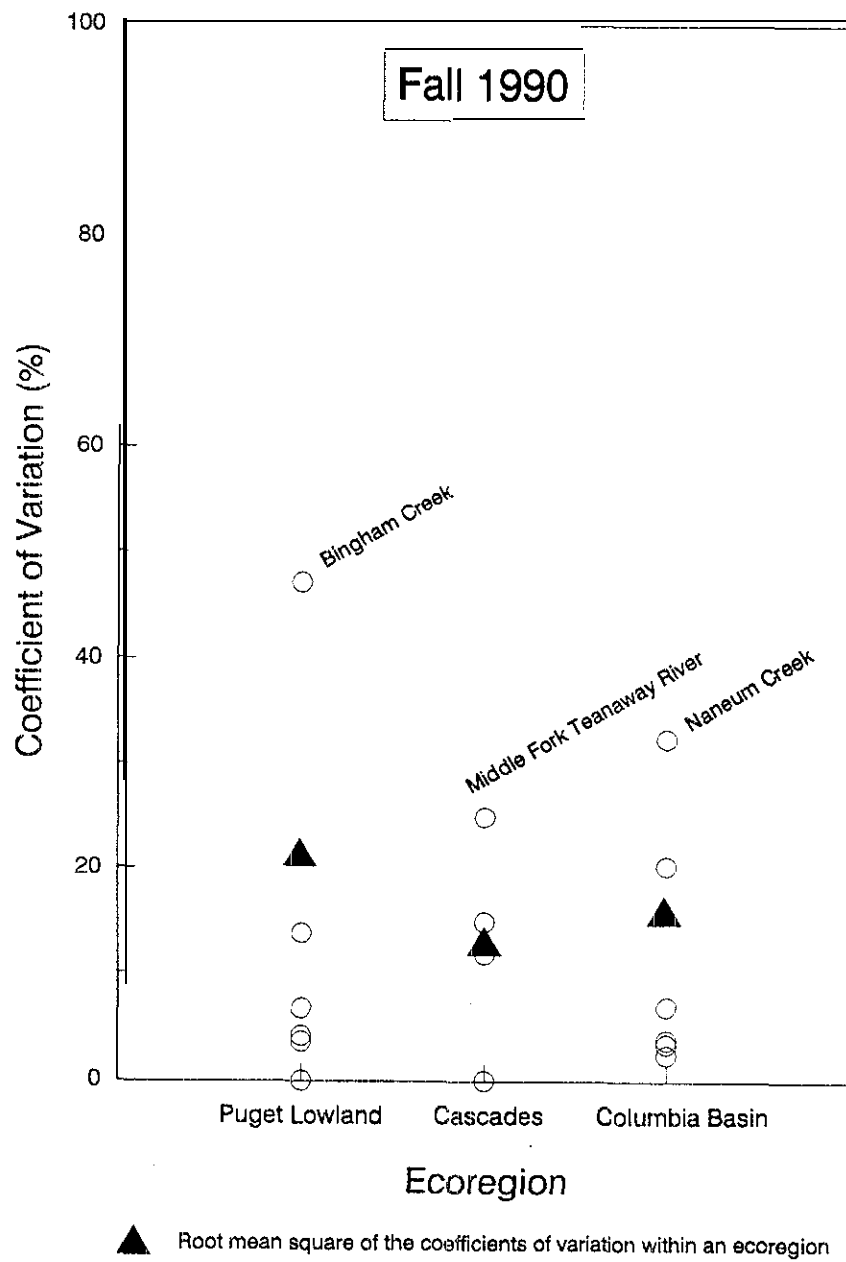 Fall 1990
100
80
60
40
20
0
Coefficient of Variation (%)
Bingham Creek
Middle Fork Teanaway River
Naneum Creek
Puget Lowland
Cascades
Columbia Basin
Ecoregion
Root mean square of the coefficients of variation within an ecoregion